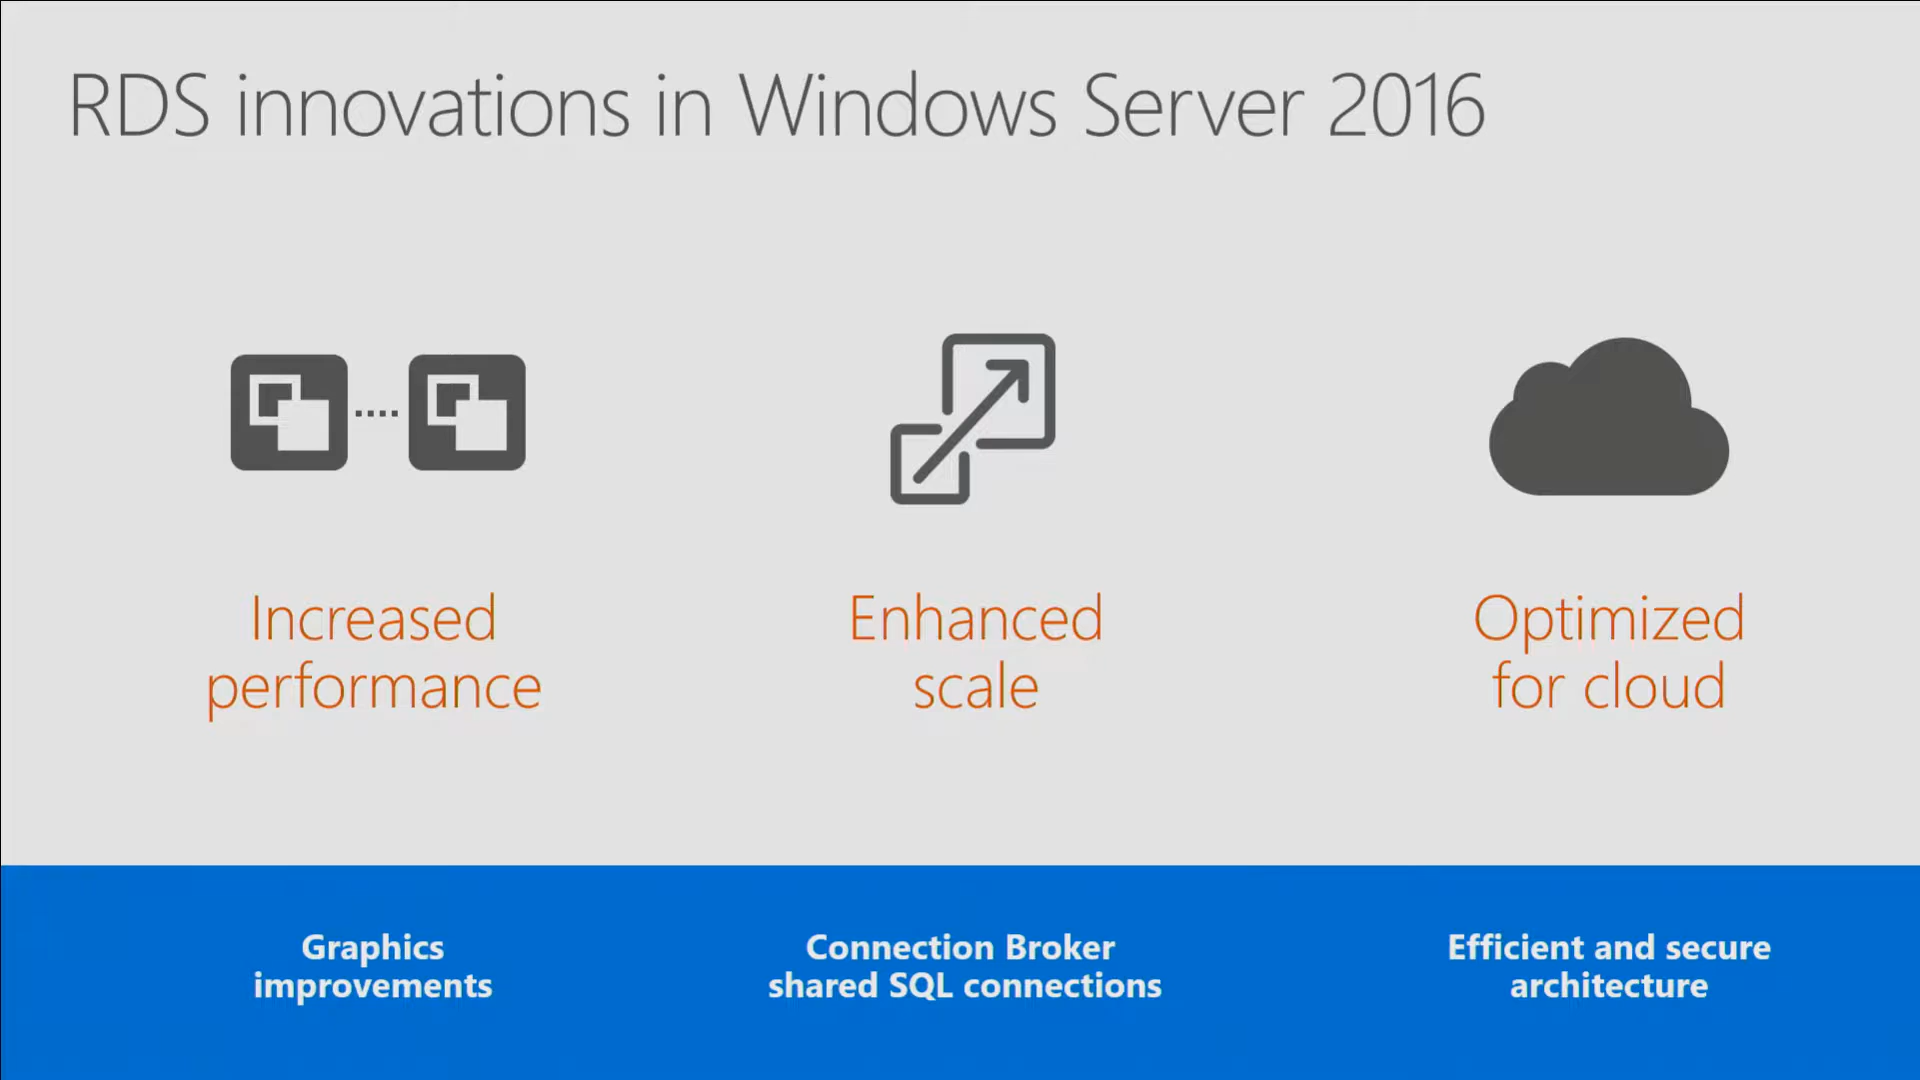 RDS innovations in Windows Server 2016
Increased
performance
Enhanced
scale
Optimized
for cloud
Graphics
improvements
Connection Broker
shared SQL connections
Efficient and secure
architecture